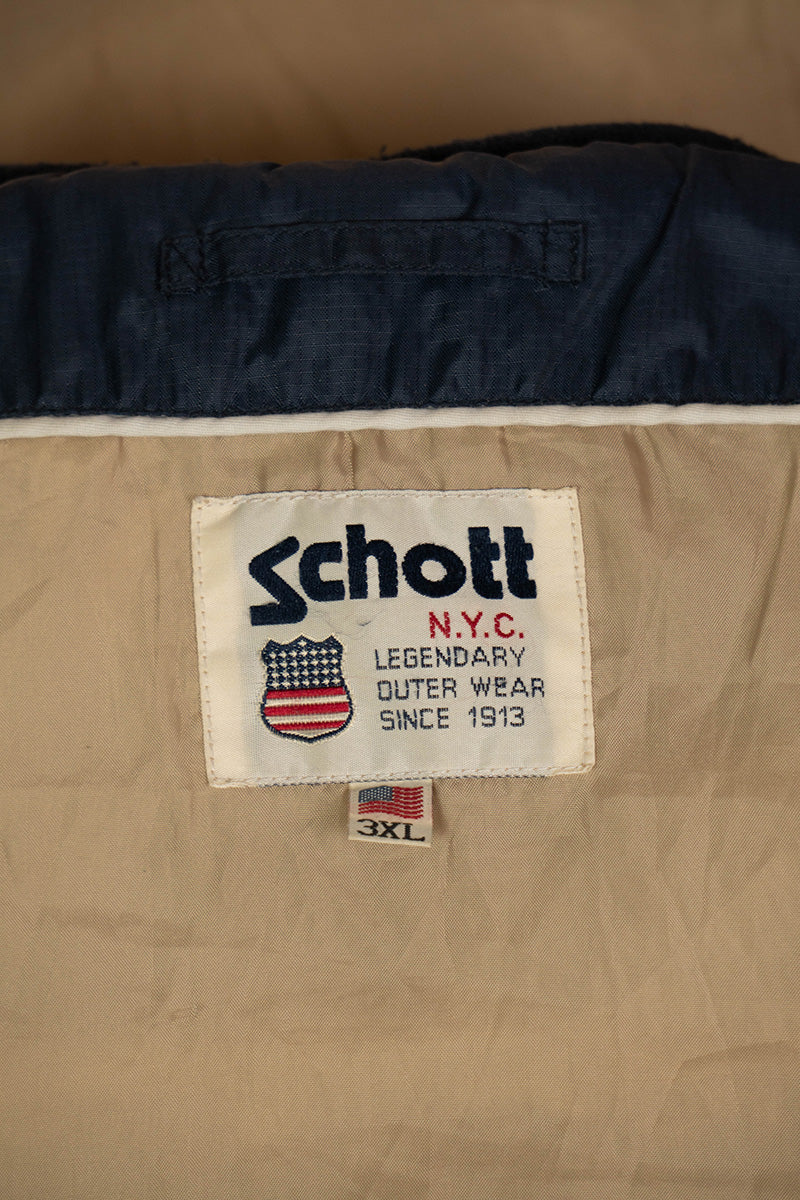 Schott
N.Y.C.
LEGENDARY
OUTER WEAR
SINCE 1913
3XL